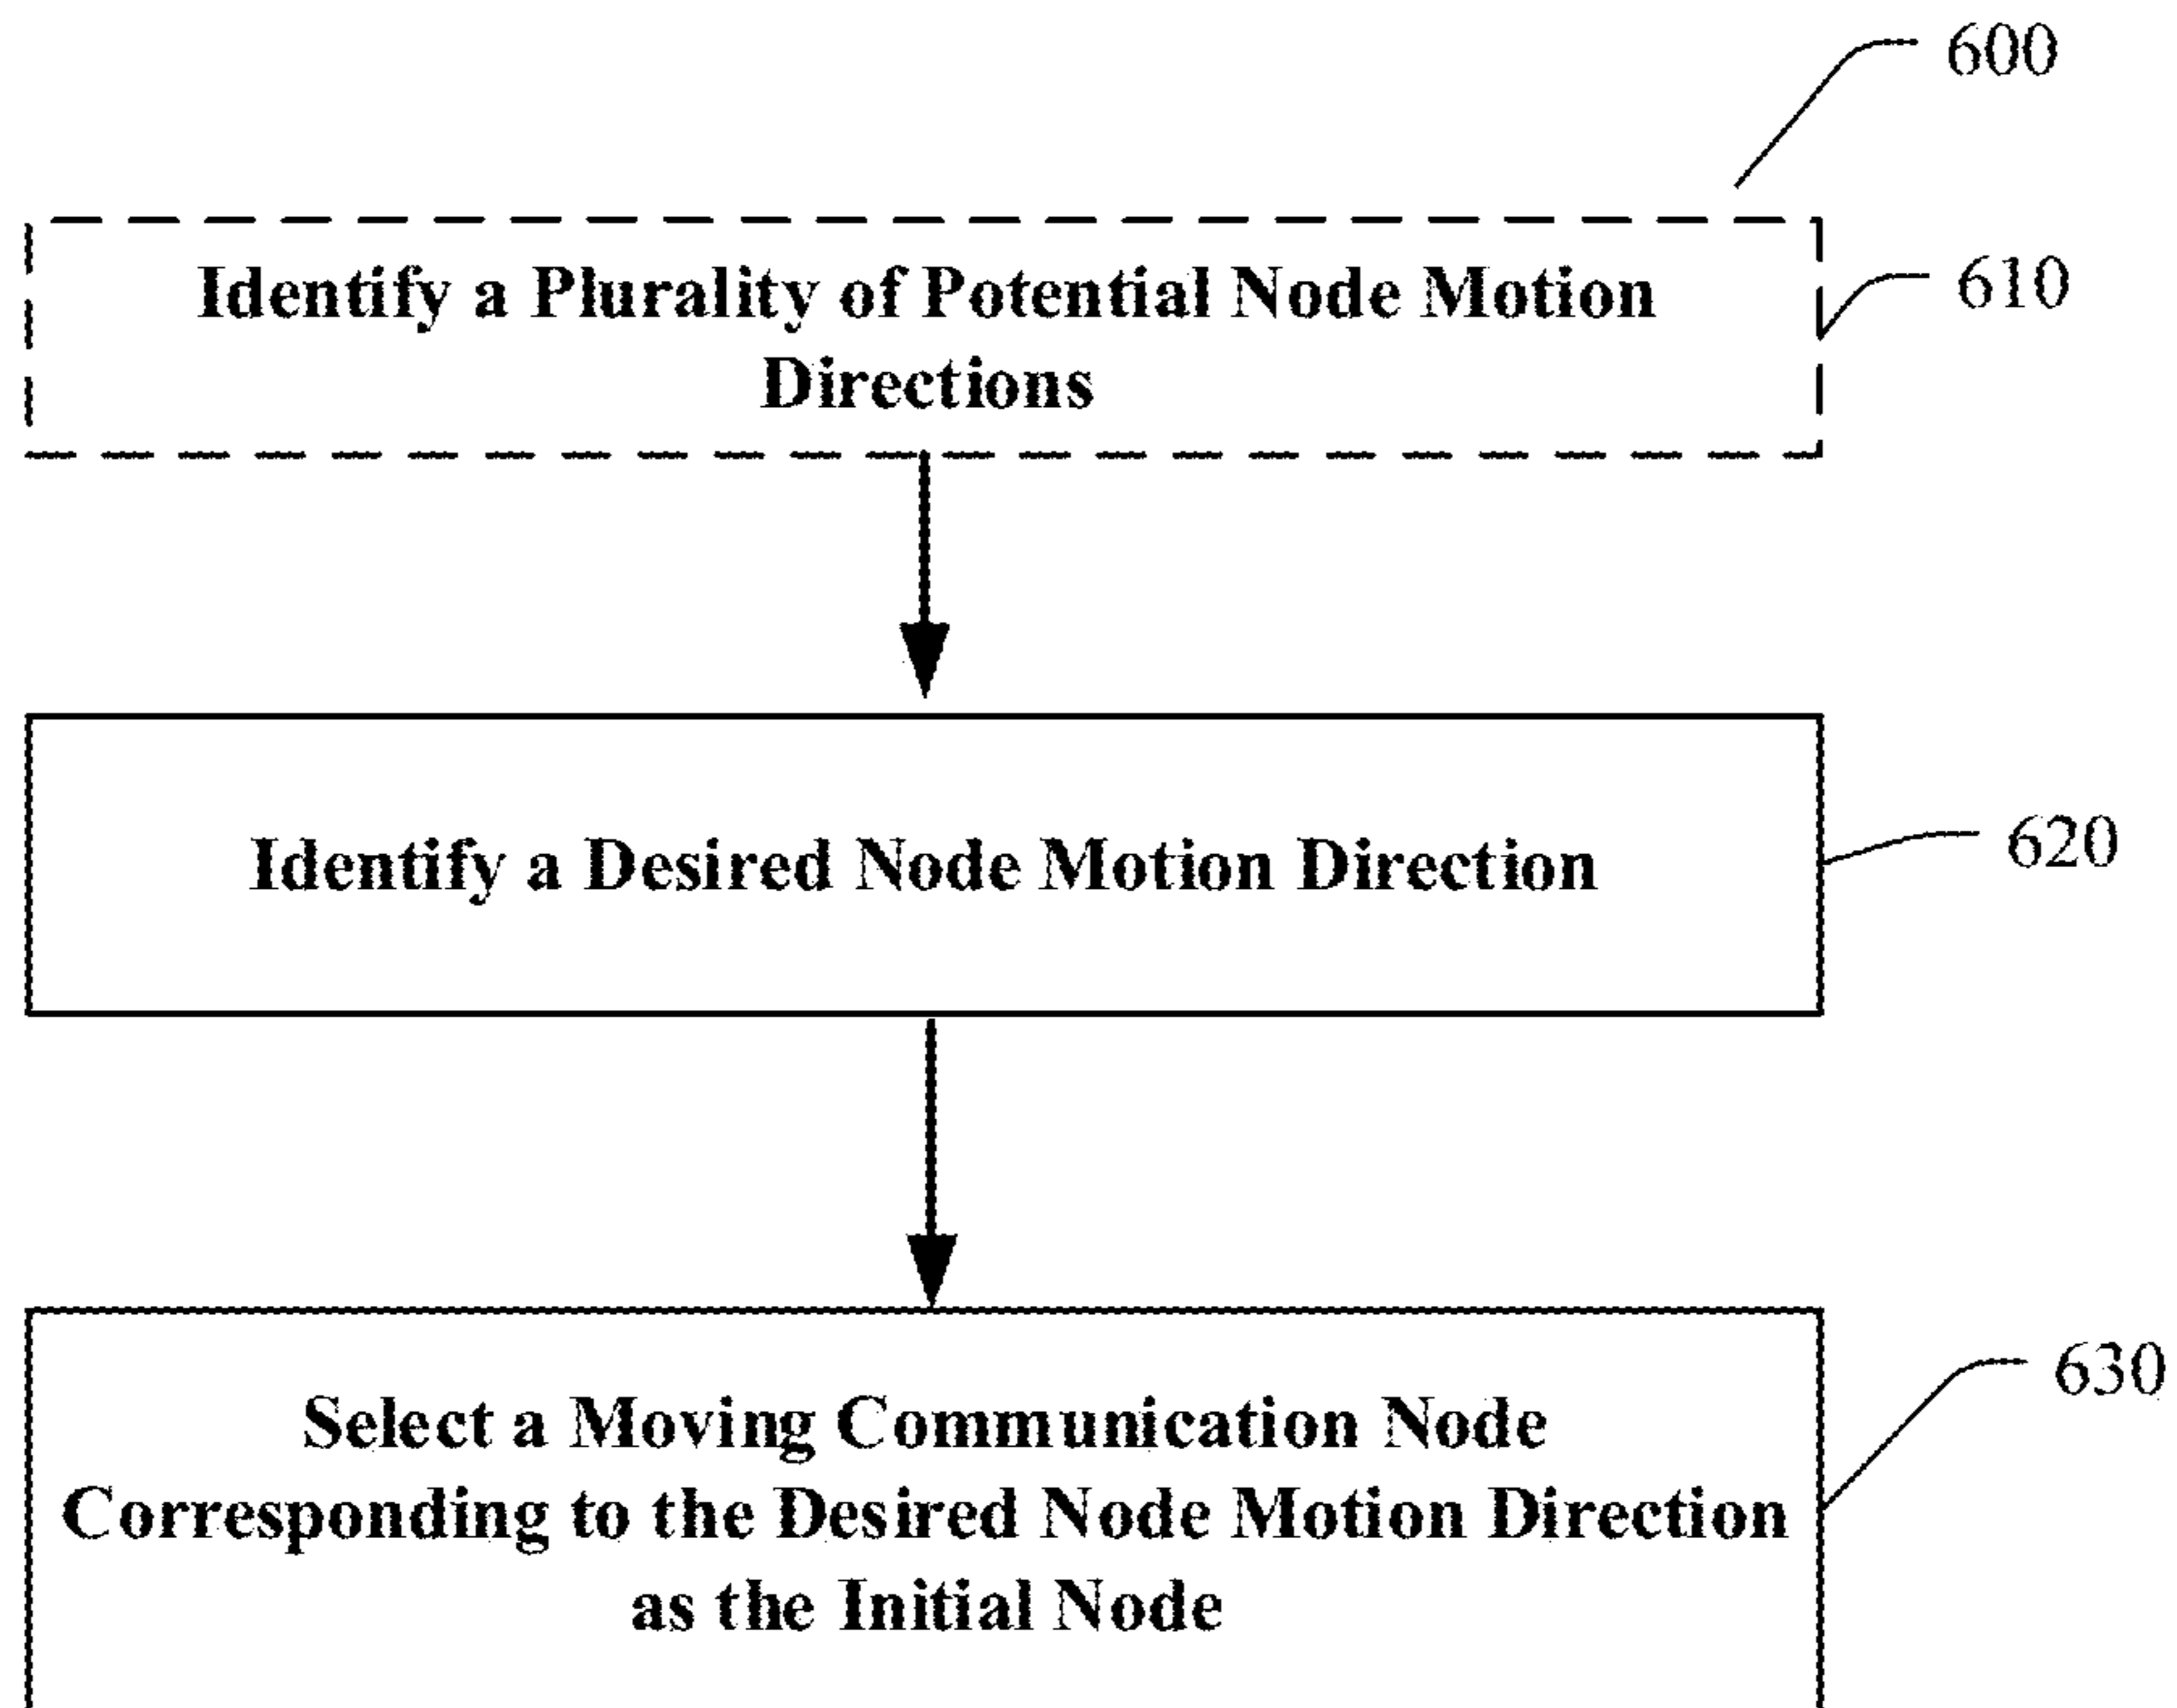 600
Identify a Plurality of Potential Node Motion
Directions
610
Identify a Desired Node Motion Direction
620
Select a Moving Communication Node
Corresponding to the Desired Node Motion Direction
as the Initial Node
630